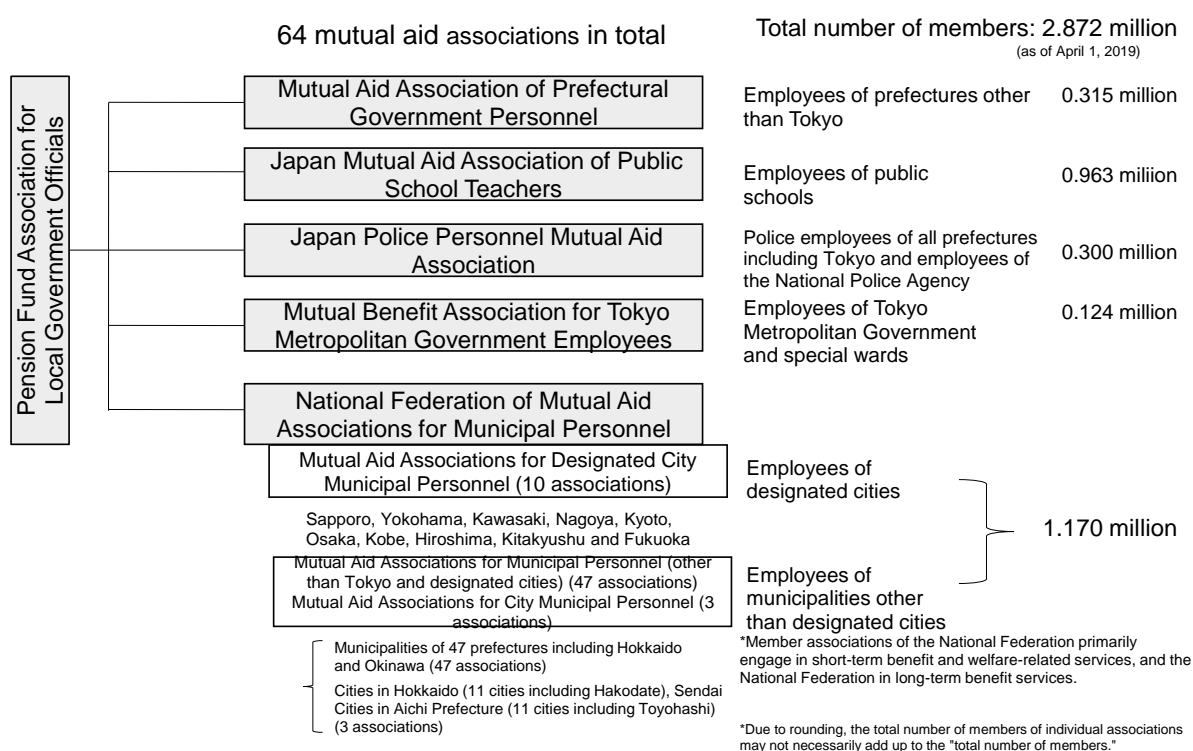 64 mutual aid associations in total
Total number of members: 2.872 million
(as of April 1, 2019)
Pension Fund Association for
Local Government Officials
Mutual Aid Association of Prefectural
Government Personnel
Employees of prefectures other
than Tokyo
0.315 million
Japan Mutual Aid Association of Public
School Teachers
Employees of public
schools
0.963 miliion
Japan Police Personnel Mutual Aid
Association
Police employees of all prefectures
including Tokyo and employees of
the National Police Agency
0.300 million
Mutual Benefit Association for Tokyo
Metropolitan Government Employees
Employees of Tokyo
Metropolitan Government
and special wards
0.124 million
National Federation of Mutual Aid
Associations for Municipal Personnel
Mutual Aid Associations for Designated City
Municipal Personnel (10 associations)
Employees of
designated cities
Sapporo, Yokohama, Kawasaki, Nagoya, Kyoto,
Osaka, Kobe, Hiroshima, Kitakyushu and Fukuoka
1.170 million
Mutual Aid Associations for Municipal Personnel (other
than Tokyo and designated cities) (47 associations)
Mutual Aid Associations for City Municipal Personnel (3
associations)
Employees of
municipalities other
than designated cities
Municipalities of 47 prefectures including Hokkaido
and Okinawa (47 associations)
Cities in Hokkaido (11 cities including Hakodate), Sendai
Cities in Aichi Prefecture (11 cities including Toyohashi)
(3 associations)
*Member associations of the National Federation primarily
engage in short-term benefit and welfare-related services, and the
National Federation in long-term benefit services.
*Due to rounding, the total number of members of individual associations
may not necessarily add up to the "total number of members."